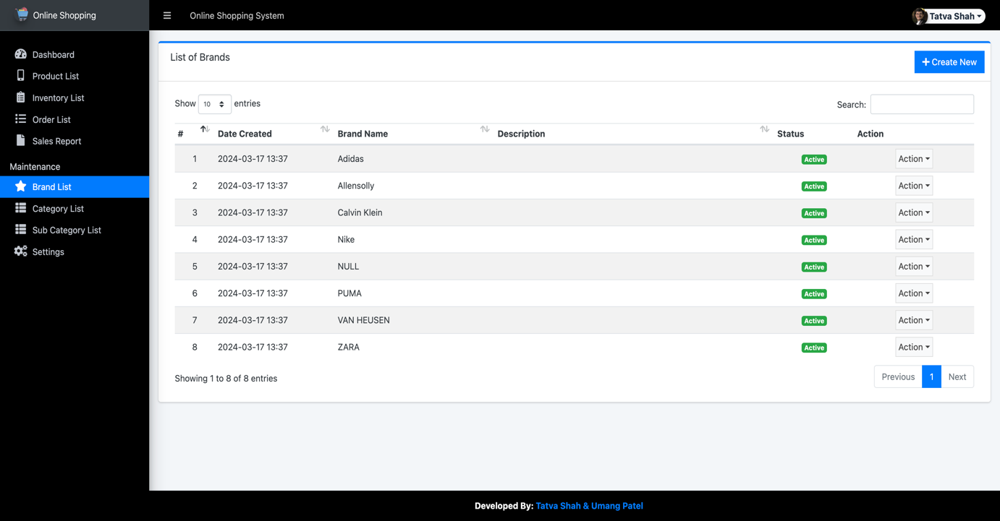 Online Shopping
Online Shopping System
Tatva Shah
Dashboard
Product List
Inventory List
Order List
Sales Report
Maintenance
Brand List
Category List
Sub Category List
Settings
List of Brands
Create New
Show 10 entries
Search:
# Date Created Brand Name Description Status Action
1 2024-03-17 13:37 Adidas Active Action
2 2024-03-17 13:37 Allensolly Active Action
3 2024-03-17 13:37 Calvin Klein Active Action
4 2024-03-17 13:37 Nike Active Action
5 2024-03-17 13:37 NULL Active Action
6 2024-03-17 13:37 PUMA Active Action
7 2024-03-17 13:37 VAN HEUSEN Active Action
8 2024-03-17 13:37 ZARA Active Action
Showing 1 to 8 of 8 entries
Previous 1 Next
Developed By: Tatva Shah & Umang Patel